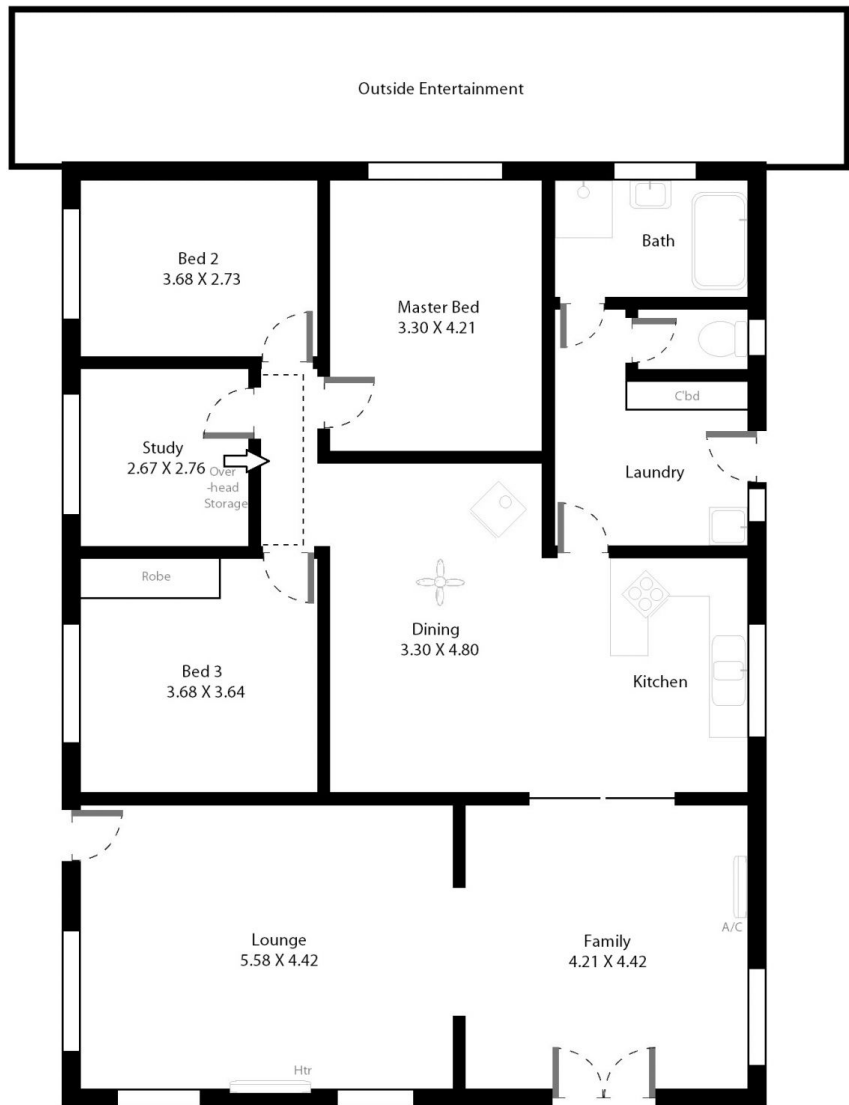 Outside Entertainment
Bed 2
3.68 X 2.73
Bath
Master Bed
3.30 X 4.21
C'bd
Study
2.67 X 2.76
Over
-head
Storage
Laundry
Robe
Bed 3
3.68 X 3.64
Dining
3.30 X 4.80
Kitchen
Lounge
5.58 X 4.42
Family
4.21 X 4.42
A/C
Htr